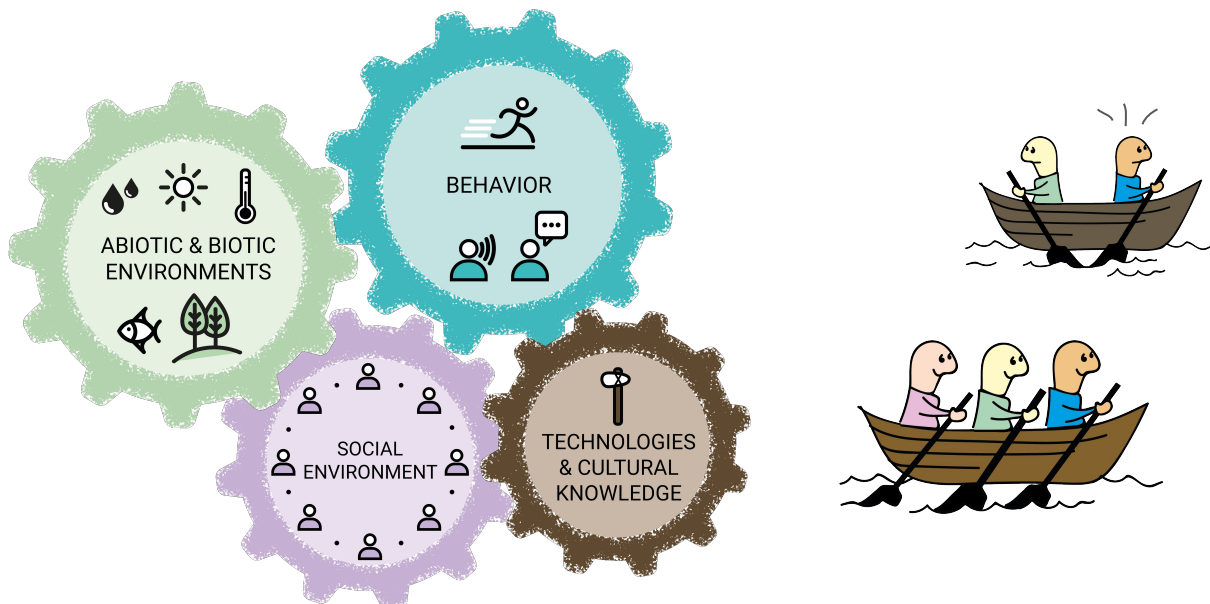 BEHAVIOR
ABIOTIC & BIOTIC
ENVIRONMENTS
SOCIAL
ENVIRONMENT
TECHNOLOGIES
& CULTURAL
KNOWLEDGE